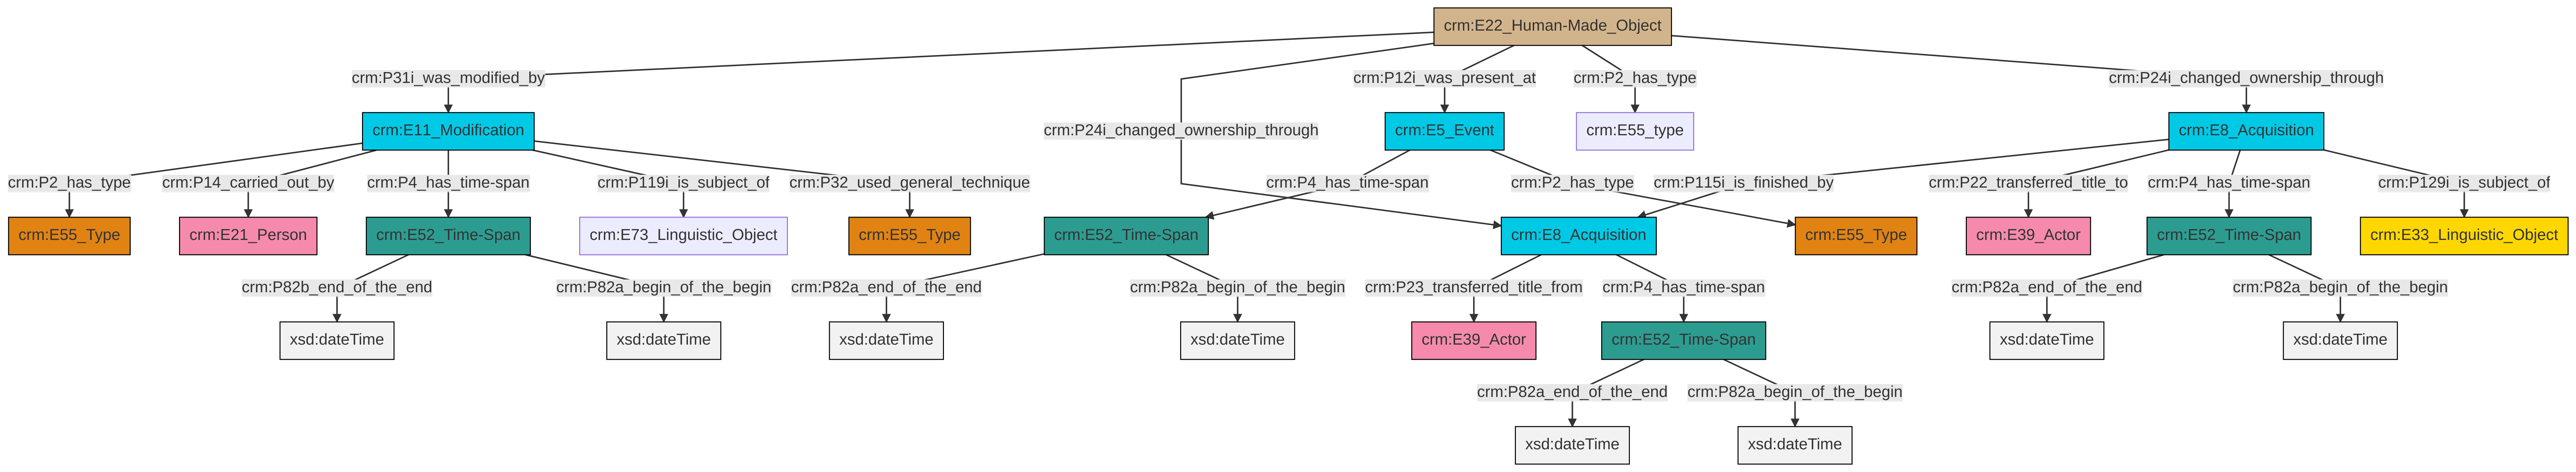 crm:E22_Human-Made_Object
crm:P31i_was_modified_by
crm:P12i_was_present_at
crm:P2_has_type
crm:P24i_changed_ownership_through
crm:E11_Modification
crm:P24i_changed_ownership_through
crm:E5_Event
crm:E55_type
crm:E8_Acquisition
crm:P2_has_type
crm:P14_carried_out_by
crm:P4_has_time-span
crm:P119i_is_subject_of
crm:P32_used_general_technique
crm:P4_has_time-span
crm:P2_has_type
crm:P115i_is_finished_by
crm:P22_transferred_title_to
crm:P4_has_time-span
crm:P129i_is_subject_of
crm:E55_Type
crm:E21_Person
crm:E52_Time-Span
crm:E73_Linguistic_Object
crm:E55_Type
crm:E52_Time-Span
crm:E8_Acquisition
crm:E55_Type
crm:E39_Actor
crm:E52_Time-Span
crm:E33_Linguistic_Object
crm:P82b_end_of_the_end
crm:P82a_begin_of_the_begin
crm:P82a_end_of_the_end
crm:P82a_begin_of_the_begin
crm:P23_transferred_title_from
crm:P4_has_time-span
crm:P82a_end_of_the_end
crm:P82a_begin_of_the_begin
xsd:dateTime
xsd:dateTime
xsd:dateTime
xsd:dateTime
crm:E39_Actor
crm:E52_Time-Span
xsd:dateTime
xsd:dateTime
crm:P82a_end_of_the_end
crm:P82a_begin_of_the_begin
xsd:dateTime
xsd:dateTime